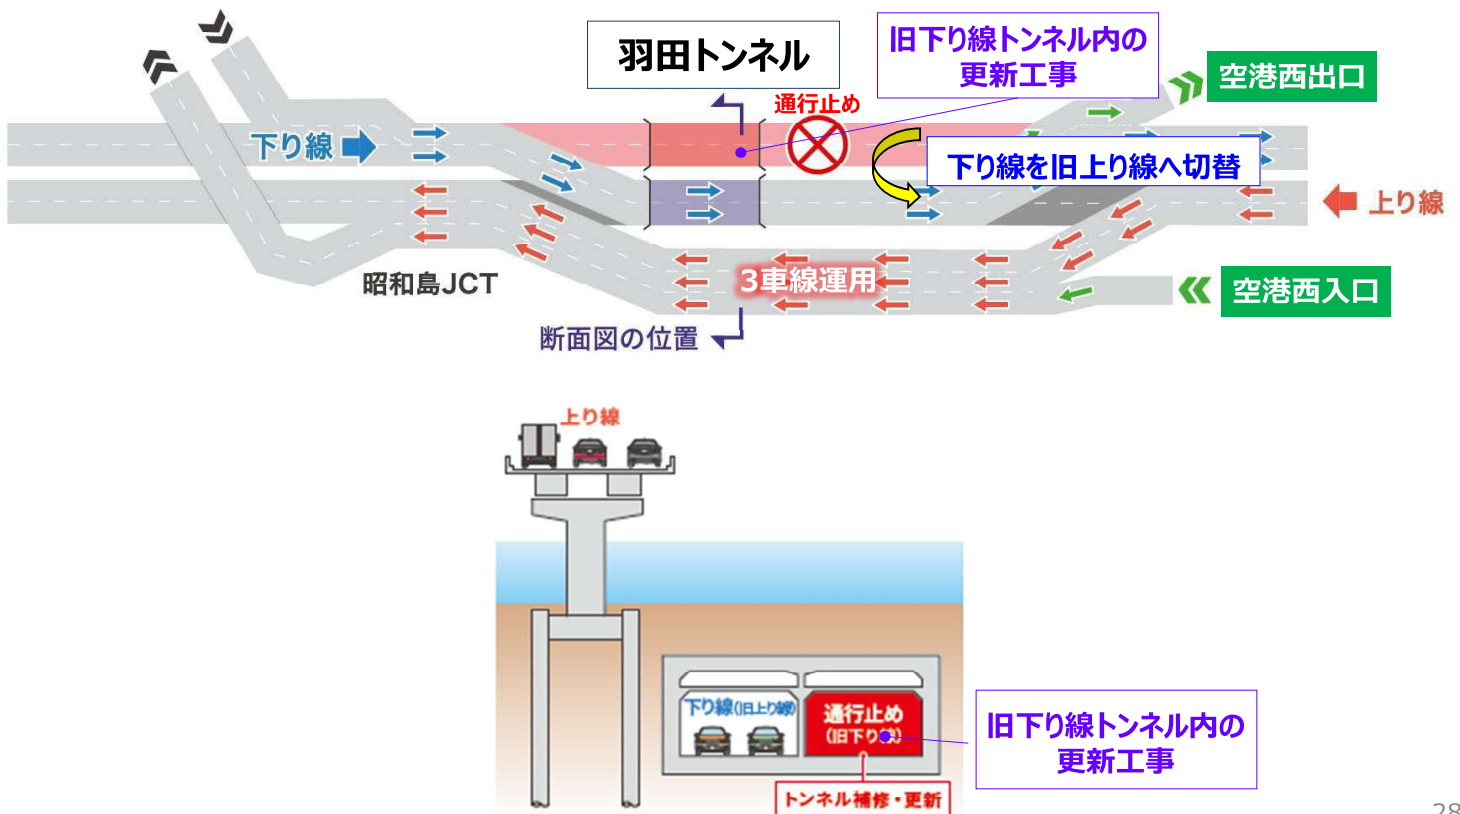 羽田トンネル
旧下り線トンネル内の
更新工事
通行止め
空港西出口
下り線
下り線を旧上り線へ切替
上り線
昭和島JCT
3車線運用
空港西入口
断面図の位置
上り線
下り線(旧上り線)
通行止め
(旧下り線)
旧下り線トンネル内の
更新工事
トンネル補修・更新
28